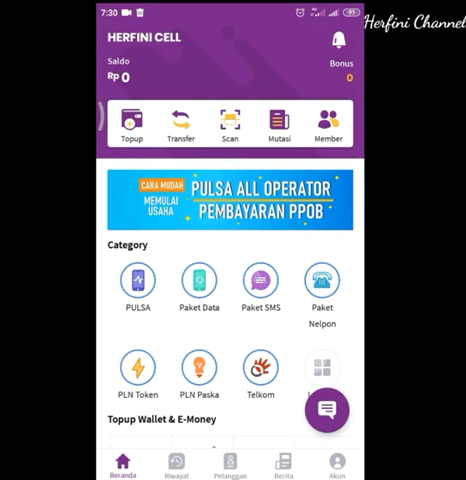 7:30
91
Herfini Channel
HERFINI CELL
Saldo
Rp 0
Bonus
0
Topup
Transfer
Scan
Mutasi
Member
CARA MUDAH
MEMULAI
USAHA
PULSA ALL OPERATOR
PEMBAYARAN PPOB
Category
PULSA
Paket Data
Paket SMS
Paket
Nelpon
PLN Token
PLN Paska
Telkom
Topup Wallet & E-Money
Beranda
Riwayat
Pelanggan
Berita
Akun